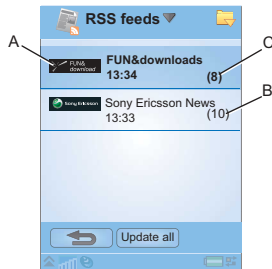 RSS feeds
A
C
FUN&
download
FUN&downloads
13:34
(8)
Sony Ericsson
Sony Ericsson News
B
13:33
(10)
Update all